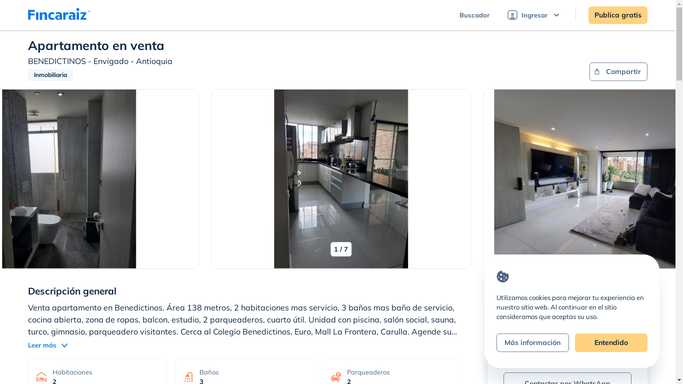 Fincaraiz
Buscador
Ingresar
Publica gratis
Apartamento en venta
BENEDICTINOS - Envigado - Antioquia
Inmobiliaria
Compartir
1 / 7
Descripción general
Venta apartamento en Benedictinos. Área 138 metros, 2 habitaciones mas servicio, 3 baños mas baño de servicio,
cocina abierta, zona de ropas, balcon, estudio, 2 parqueaderos, cuarto útil. Unidad con piscina, salón social, sauna,
turco, gimnasio, parqueadero visitantes. Cerca al Colegio Benedictinos, Euro, Mall La Frontera, Carulla. Agende su...
Leer más
Habitaciones
2
Baños
3
Parqueaderos
2
Utilizamos cookies para mejorar tu experiencia en
nuestro sitio web. Al continuar en el sitio
consideramos que aceptas su uso.
Más información
Entendido
Contactar por WhatsApp